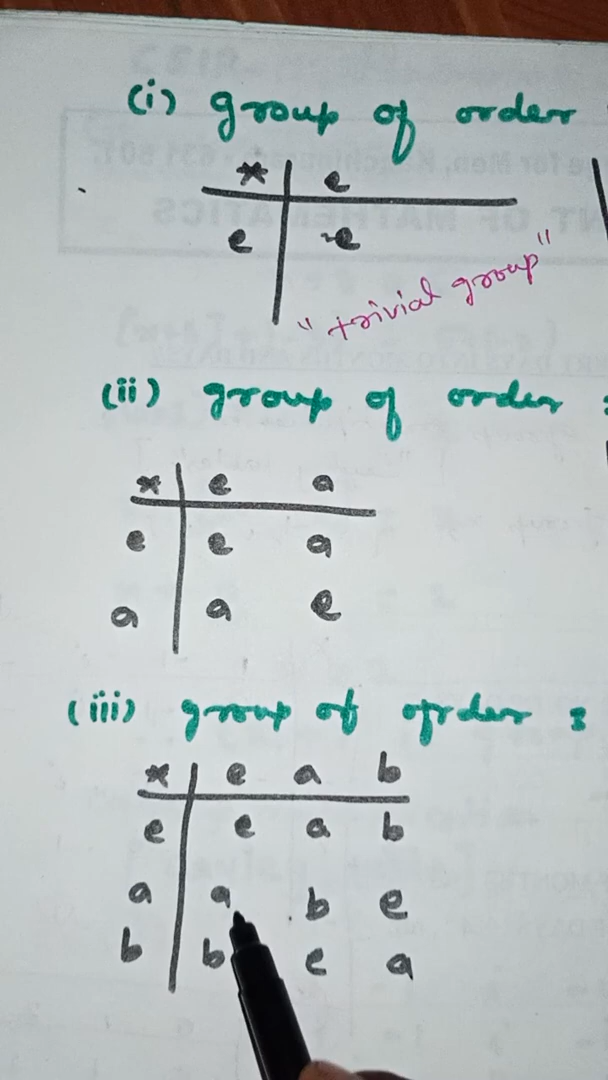 (i) group of order
* e
e e
"trivial group"
(ii) group of order
* e a
e e a
a a e
(iii) group of order
* e a b
e e a b
a a b e
b b e a